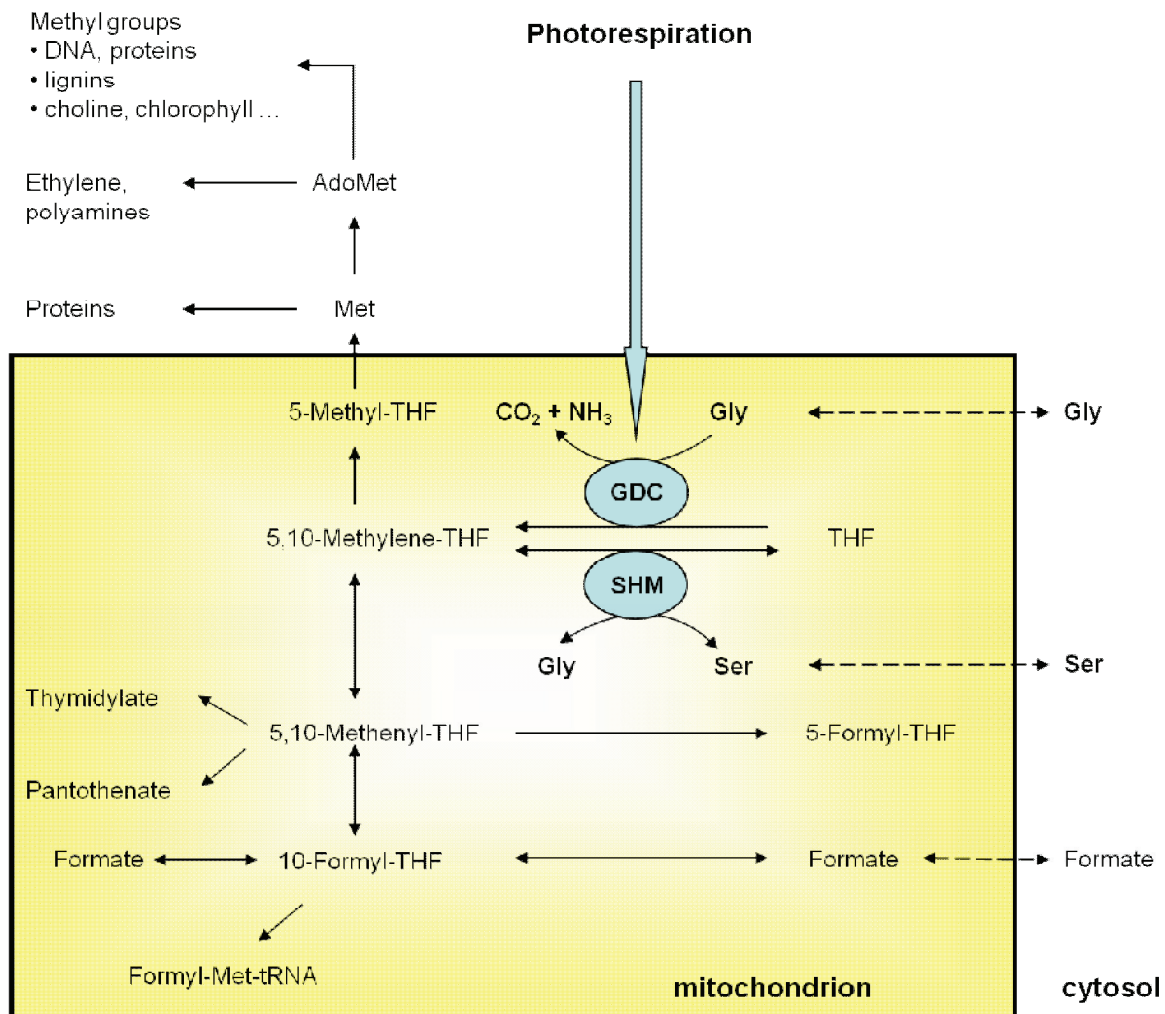 Methyl groups
• DNA, proteins
• lignins
• choline, chlorophyll ...
Photorespiration
Ethylene,
polyamines
AdoMet
Proteins
Met
5-Methyl-THF
CO₂ + NH₃
Gly
Gly
GDC
5,10-Methylene-THF
THF
SHM
Gly
Ser
Ser
Thymidylate
5,10-Methenyl-THF
5-Formyl-THF
Pantothenate
Formate
10-Formyl-THF
Formate
Formate
Formyl-Met-tRNA
mitochondrion
cytosol